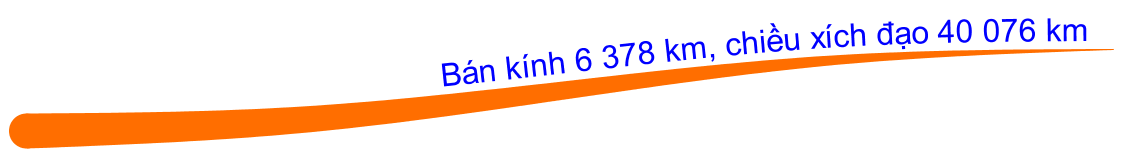 Bán kính 6 378 km, chiều xích đạo 40 076 km